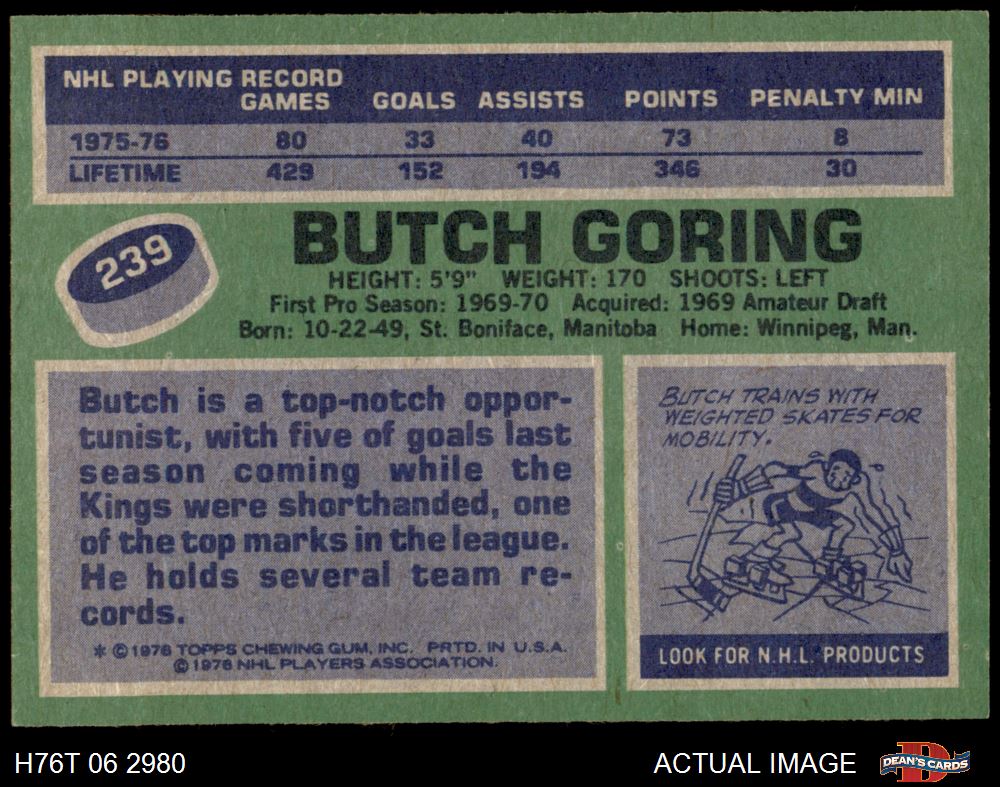 NHL PLAYING RECORD
GAMES GOALS ASSISTS POINTS PENALTY MIN
1975-76 80 33 40 73 8
LIFETIME 429 152 194 346 30
239
BUTCH GORING
HEIGHT: 5'9" WEIGHT: 170 SHOOTS: LEFT
First Pro Season: 1969-70 Acquired: 1969 Amateur Draft
Born: 10-22-49, St. Boniface, Manitoba Home: Winnipeg, Man.
Butch is a top-notch oppor-
tunist, with five of goals last
season coming while the
Kings were shorthanded, one
of the top marks in the league.
He holds several team re-
cords.
* © 1976 TOPPS CHEWING GUM, INC. PRTD. IN U.S.A.
© 1976 NHL PLAYERS ASSOCIATION.
BUTCH TRAINS WITH
WEIGHTED SKATES FOR
MOBILITY.
LOOK FOR N.H.L. PRODUCTS
H76T 06 2980 ACTUAL IMAGE
D
DEAN'S CARDS